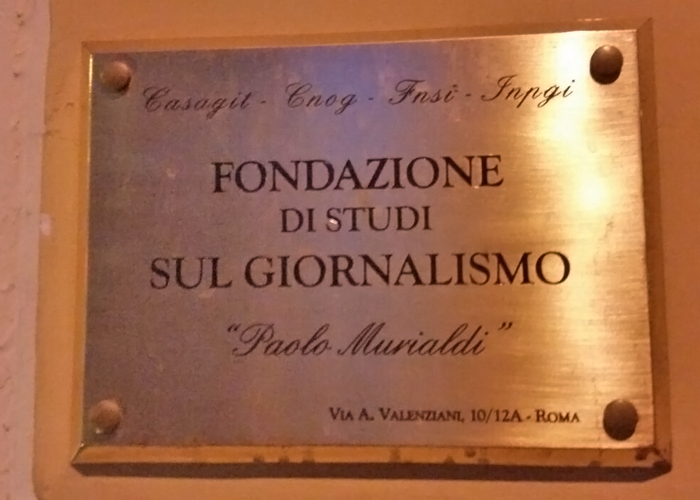 Casagit - Cnog - Fnsi - Inpgi
FONDAZIONE
DI STUDI
SUL GIORNALISMO
“Paolo Murialdi”
VIA A. VALENZIANI, 10/12A - ROMA